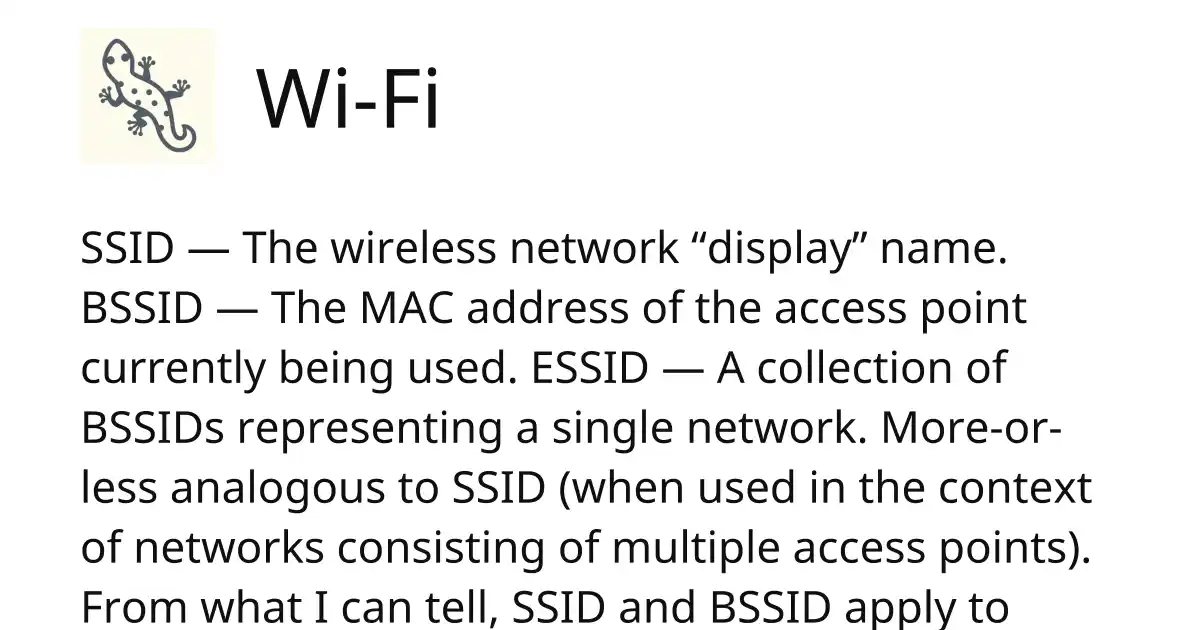 Wi-Fi
SSID — The wireless network “display” name.
BSSID — The MAC address of the access point
currently being used. ESSID — A collection of
BSSIDs representing a single network. More-or-
less analogous to SSID (when used in the context
of networks consisting of multiple access points).
From what I can tell, SSID and BSSID apply to